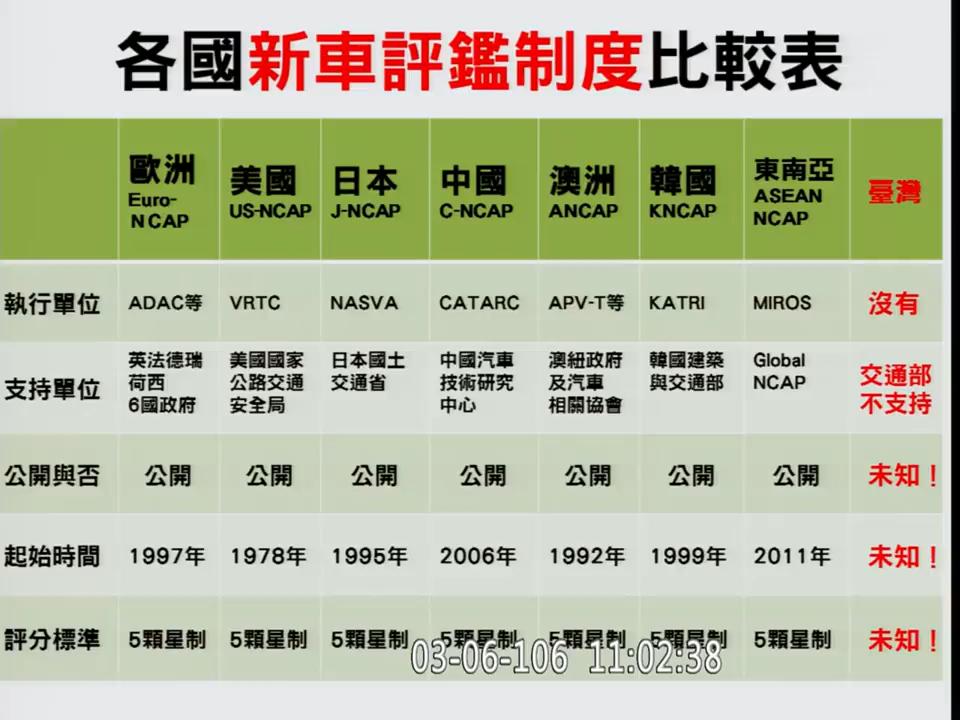 各國新車評鑑制度比較表
歐洲 美國 日本 中國 澳洲 韓國 東南亞 臺灣
Euro-NCAP US-NCAP J-NCAP C-NCAP ANCAP KNCAP ASEAN NCAP
執行單位 ADAC等 VRTC NASVA CATARC APV-T等 KATRI MIROS 沒有
支持單位 英法德瑞荷西6國政府 美國國家公路交通安全局 日本國土交通省 中國汽車技術研究中心 澳紐政府及汽車相關協會 韓國建築與交通部 Global NCAP 交通部不支持
公開與否 公開 公開 公開 公開 公開 公開 公開 未知！
起始時間 1997年 1978年 1995年 2006年 1992年 1999年 2011年 未知！
評分標準 5顆星制 5顆星制 5顆星制 5顆星制 5顆星制 5顆星制 5顆星制 未知！
03-06-106 11:02:38